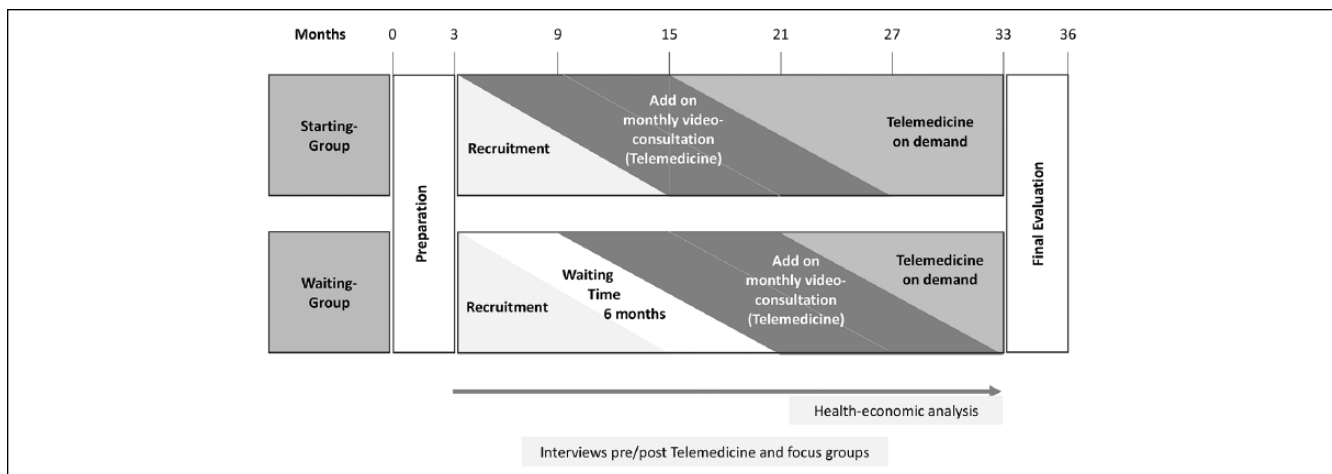 Months 0 3 9 15 21 27 33 36
Starting-
Group
Preparation
Recruitment
Add on
monthly video-
consultation
(Telemedicine)
Telemedicine
on demand
Final Evaluation
Waiting-
Group
Recruitment
Waiting
Time
6 months
Add on
monthly video-
consultation
(Telemedicine)
Telemedicine
on demand
Health-economic analysis
Interviews pre/post Telemedicine and focus groups